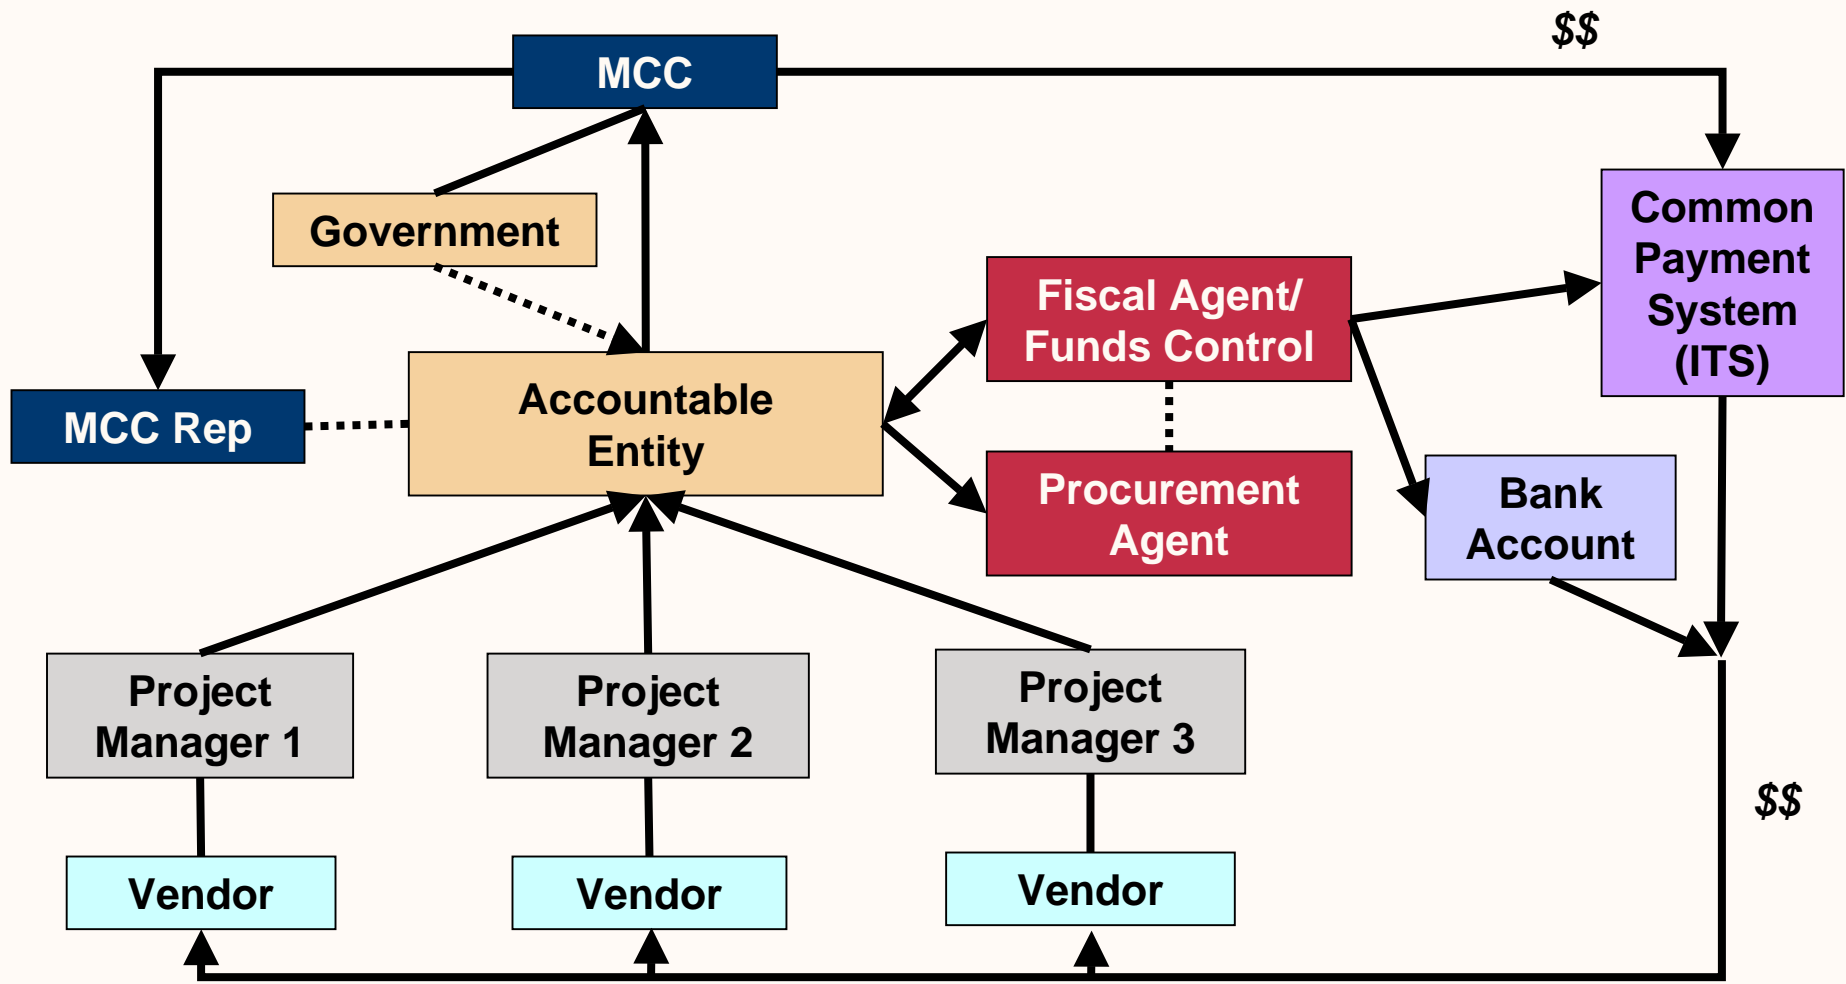 $$
MCC
Government
Common
Payment
System
(ITS)
Fiscal Agent/
Funds Control
Accountable
Entity
MCC Rep
Procurement
Agent
Bank
Account
Project
Manager 1
Project
Manager 2
Project
Manager 3
$$
Vendor
Vendor
Vendor